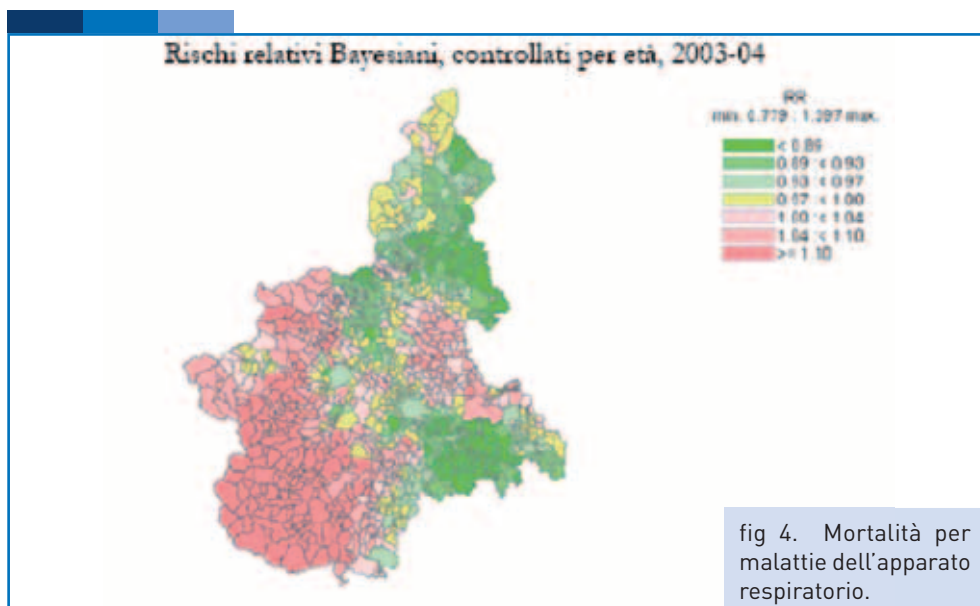 Rischi relativi Bayesiani, controllati per età, 2003-04
RR
min. 0.779 : 1.397 max.
< 0.89
0.89 :< 0.93
0.93 :< 0.97
0.97 :< 1.00
1.00 :< 1.04
1.04 :< 1.10
>= 1.10
fig 4. Mortalità per
malattie dell'apparato
respiratorio.